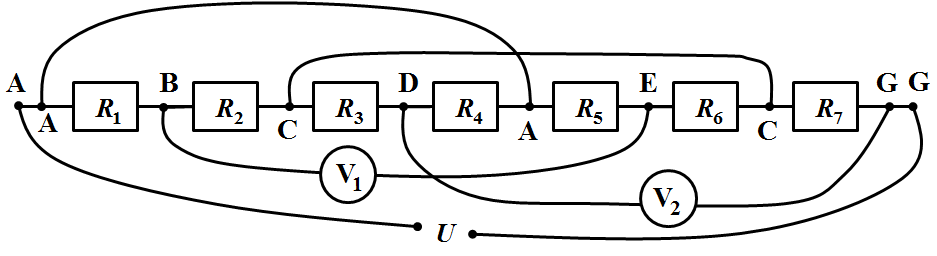 A B D E G G
R1 R2 R3 R4 R5 R6 R7
A C A C
V1
V2
U